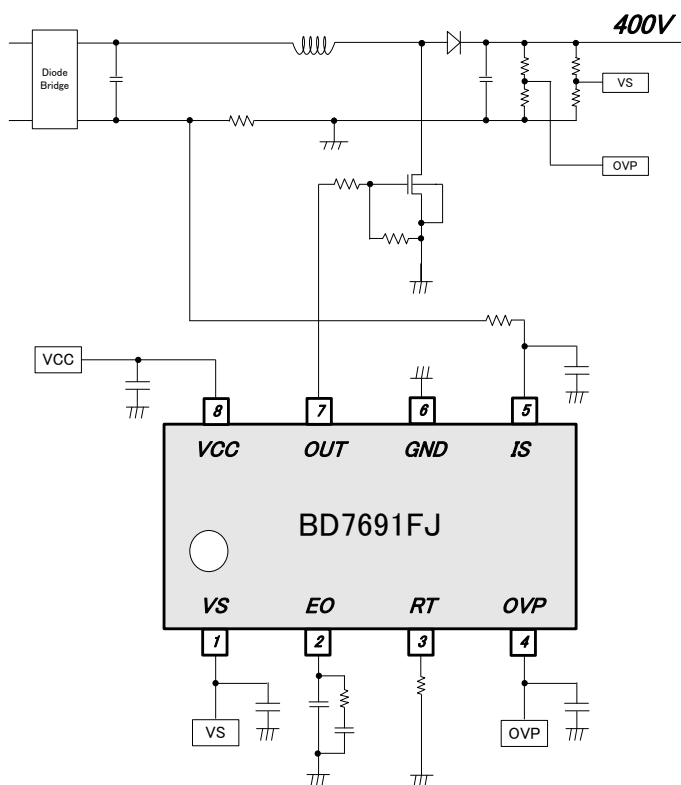 400V
Diode
Bridge
VS
OVP
VCC
8
7
6
5
VCC
OUT
GND
IS
BD7691FJ
VS
EO
RT
OVP
1
2
3
4
VS
OVP